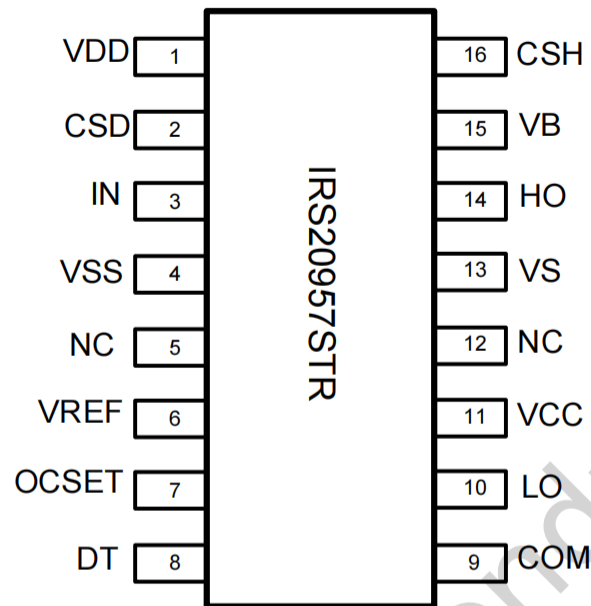 VDD 1 16 CSH
CSD 2 15 VB
IN 3 14 HO
VSS 4 13 VS
NC 5 12 NC
VREF 6 11 VCC
OCSET 7 10 LO
DT 8 9 COM
IRS20957STR